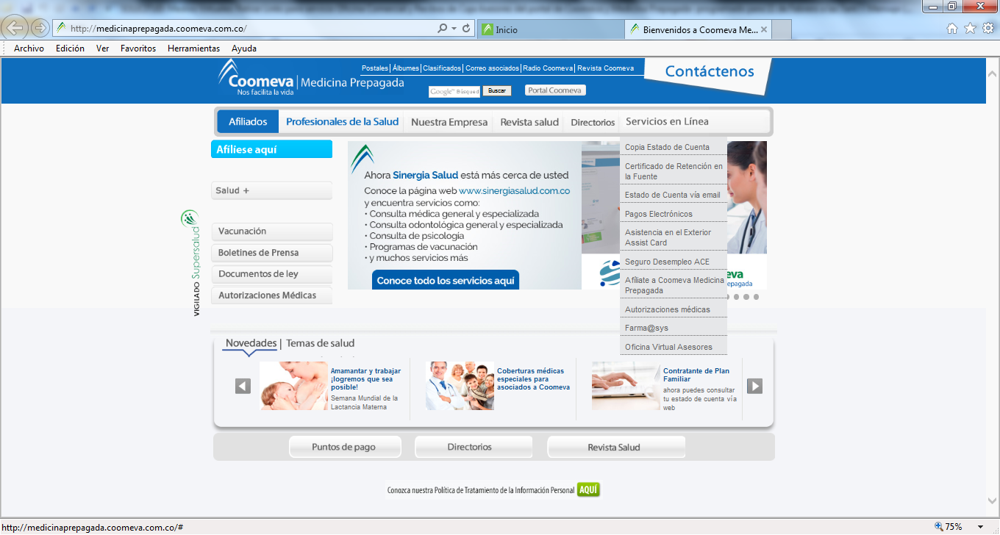 http://medicinaprepagada.coomeva.com.co/
Inicio
Bienvenidos a Coomeva Me...
Archivo Edición Ver Favoritos Herramientas Ayuda
Coomeva | Medicina Prepagada
Nos facilita la vida
Postales | Álbumes | Clasificados | Correo asociados | Radio Coomeva | Revista Coomeva
Google™ Búsqued
Buscar
Portal Coomeva
Contáctenos
Afiliados
Profesionales de la Salud
Nuestra Empresa
Revista salud
Directorios
Servicios en Línea
Afíliese aquí
Salud +
Vacunación
Boletines de Prensa
Documentos de ley
Autorizaciones Médicas
VIGILADO Supersalud
Ahora Sinergia Salud está más cerca de usted
Conoce la página web www.sinergiasalud.com.co
y encuentra servicios como:
• Consulta médica general y especializada
• Consulta odontológica general y especializada
• Consulta de psicología
• Programas de vacunación
• y muchos servicios más
Conoce todo los servicios aquí
eva
epagada
Copia Estado de Cuenta
Certificado de Retención en
la Fuente
Estado de Cuenta vía email
Pagos Electrónicos
Asistencia en el Exterior
Assist Card
Seguro Desempleo ACE
Afíliate a Coomeva Medicina
Prepagada
Autorizaciones médicas
Farma@sys
Oficina Virtual Asesores
Novedades | Temas de salud
Amamantar y trabajar
¡logremos que sea
posible!
Semana Mundial de la
Lactancia Materna
Coberturas médicas
especiales para
asociados a Coomeva
Contratante de Plan
Familiar
ahora puedes consultar
tu estado de cuenta vía
web
Puntos de pago
Directorios
Revista Salud
Conozca nuestra Política de Tratamiento de la Información Personal AQUÍ
http://medicinaprepagada.coomeva.com.co/#
75%